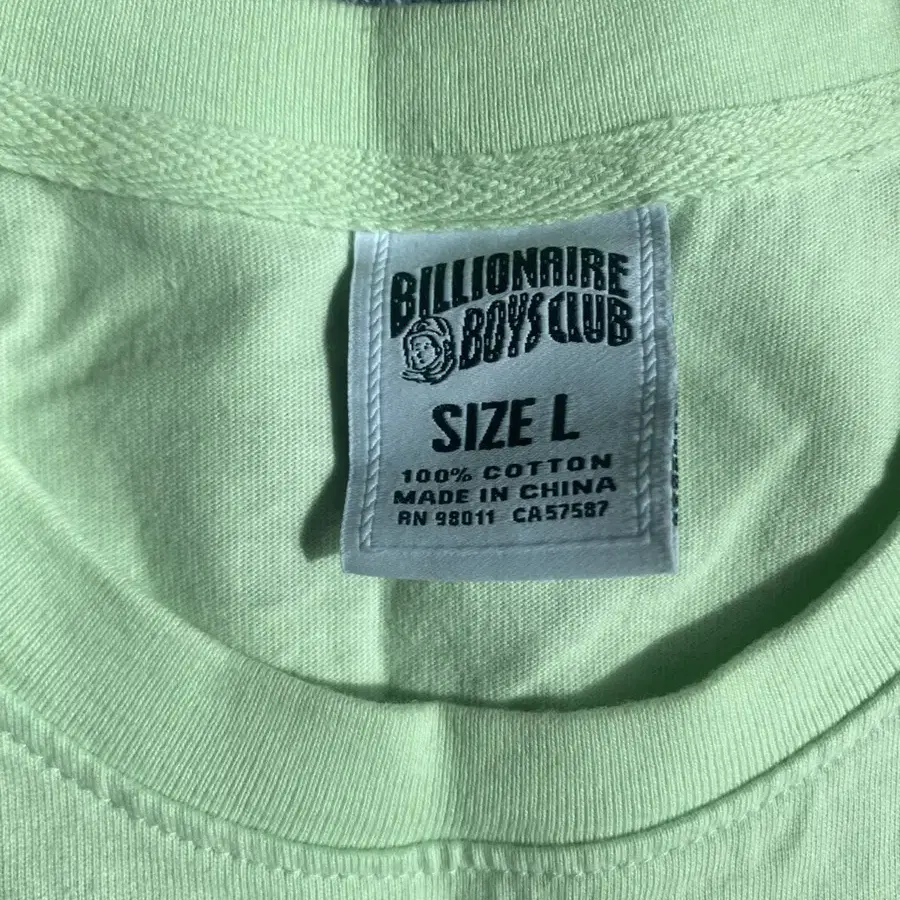 BILLIONAIRE
BOYS CLUB
SIZE L
100% COTTON
MADE IN CHINA
RN 98011 CA57587